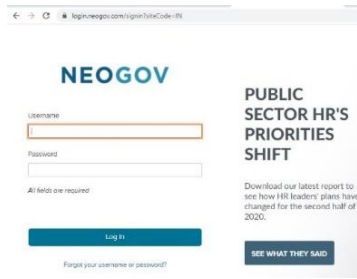 login.neogov.com/signin?siteCode=IN
NEOGOV
Username
Password
All fields are required
Log In
Forgot your username or password?
PUBLIC
SECTOR HR'S
PRIORITIES
SHIFT
Download our latest report to
see how HR leaders' plans have
changed for the second half of
2020.
SEE WHAT THEY SAID